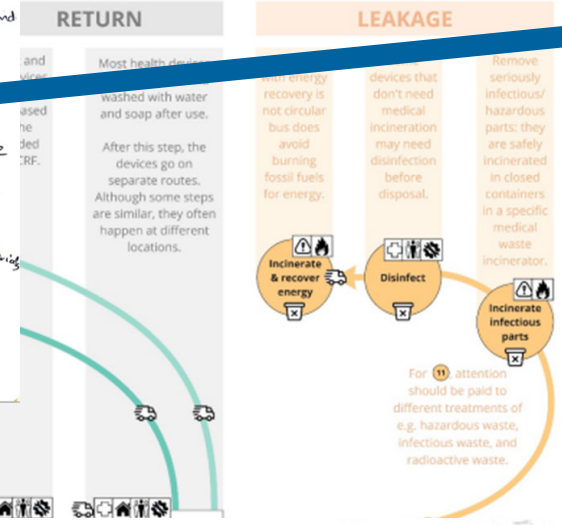 RETURN
LEAKAGE
and
ased
ded
CRF.
Most health devices
washed with water
and soap after use.
After this step, the
devices go on
separate routes.
Although some steps
are similar, they often
happen at different
locations.
with energy
recovery is
not circular
bus does
avoid
burning
fossil fuels
for energy.
devices that
don't need
medical
incineration
may need
disinfection
before
disposal.
Remove
seriously
infectious/
hazardous
parts: they
are safely
incinerated
in closed
containers
in a specific
medical
waste
incinerator.
Incinerate
& recover
energy
Disinfect
Incinerate
infectious
parts
For 11, attention
should be paid to
different treatments of
e.g. hazardous waste,
infectious waste, and
radioactive waste.